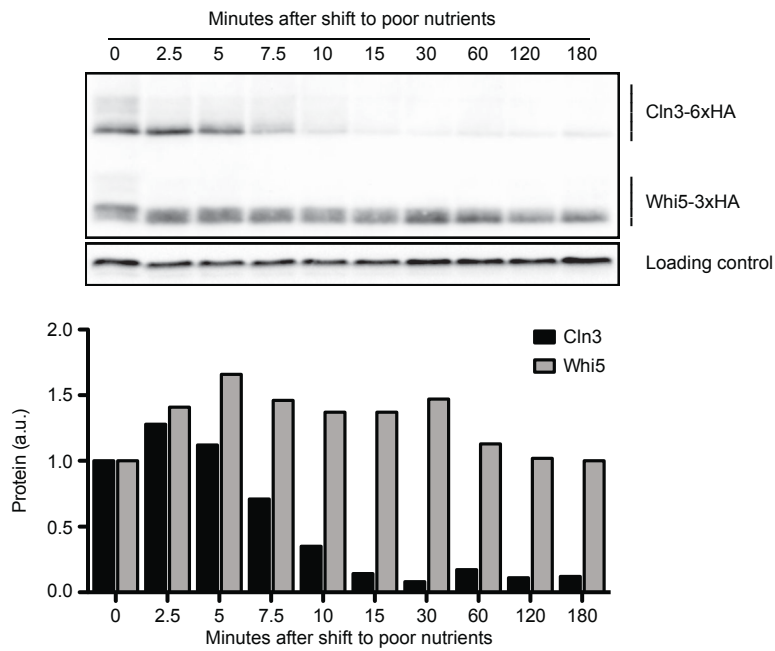 Minutes after shift to poor nutrients
0 2.5 5 7.5 10 15 30 60 120 180
Cln3-6xHA
Whi5-3xHA
Loading control
2.0
1.5
1.0
0.5
0.0
Protein (a.u.)
Cln3
Whi5
0 2.5 5 7.5 10 15 30 60 120 180
Minutes after shift to poor nutrients